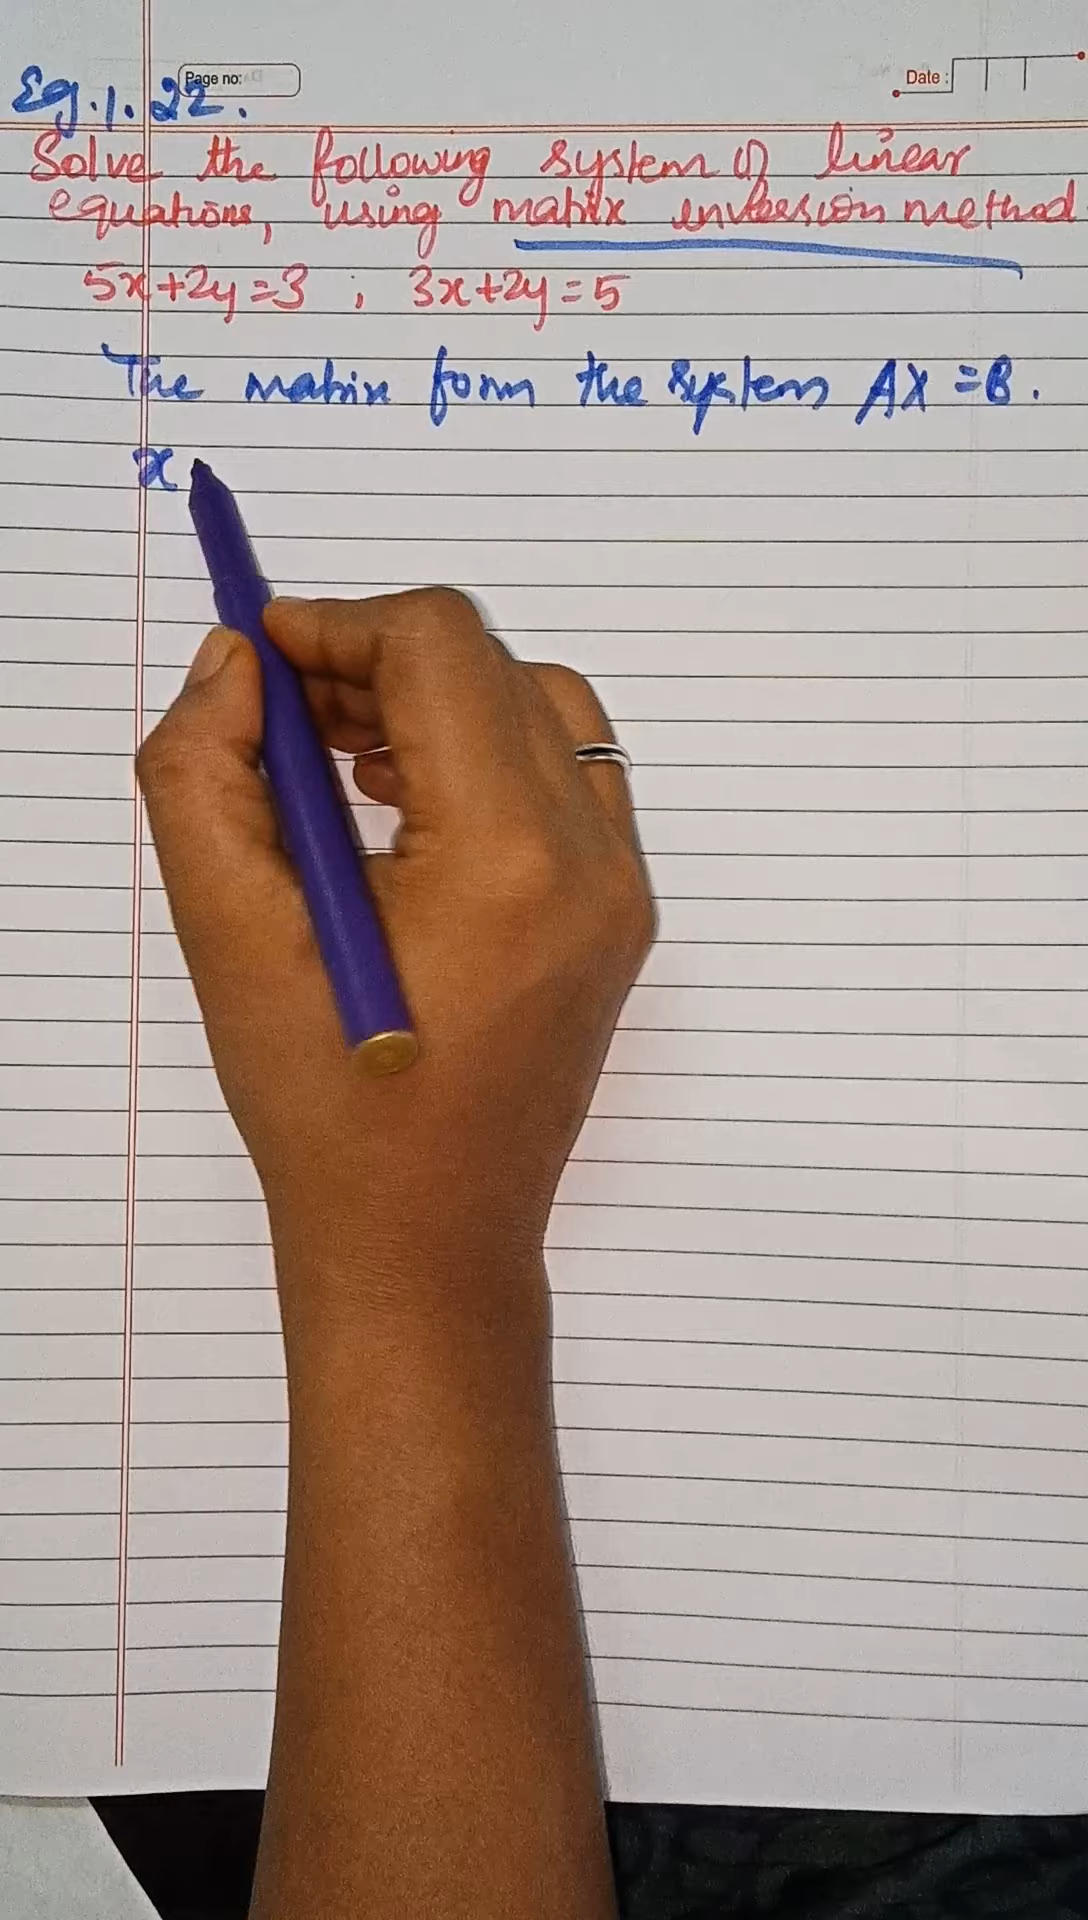 Page no:
Date :
Eg.1.22.
Solve the following system of linear
equations, using matrix inversion method
5x+2y=3 ; 3x+2y=5
The matrix form the system AX =B.
x